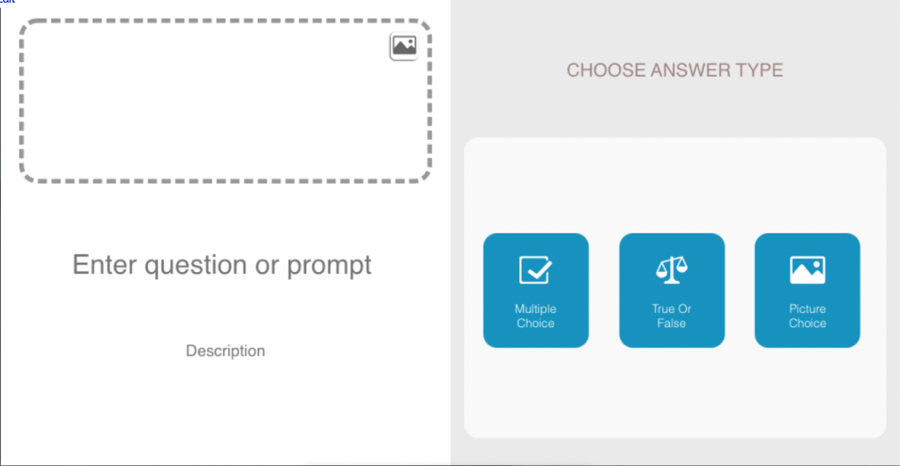 Enter question or prompt
Description
CHOOSE ANSWER TYPE
Multiple
Choice
True Or
False
Picture
Choice